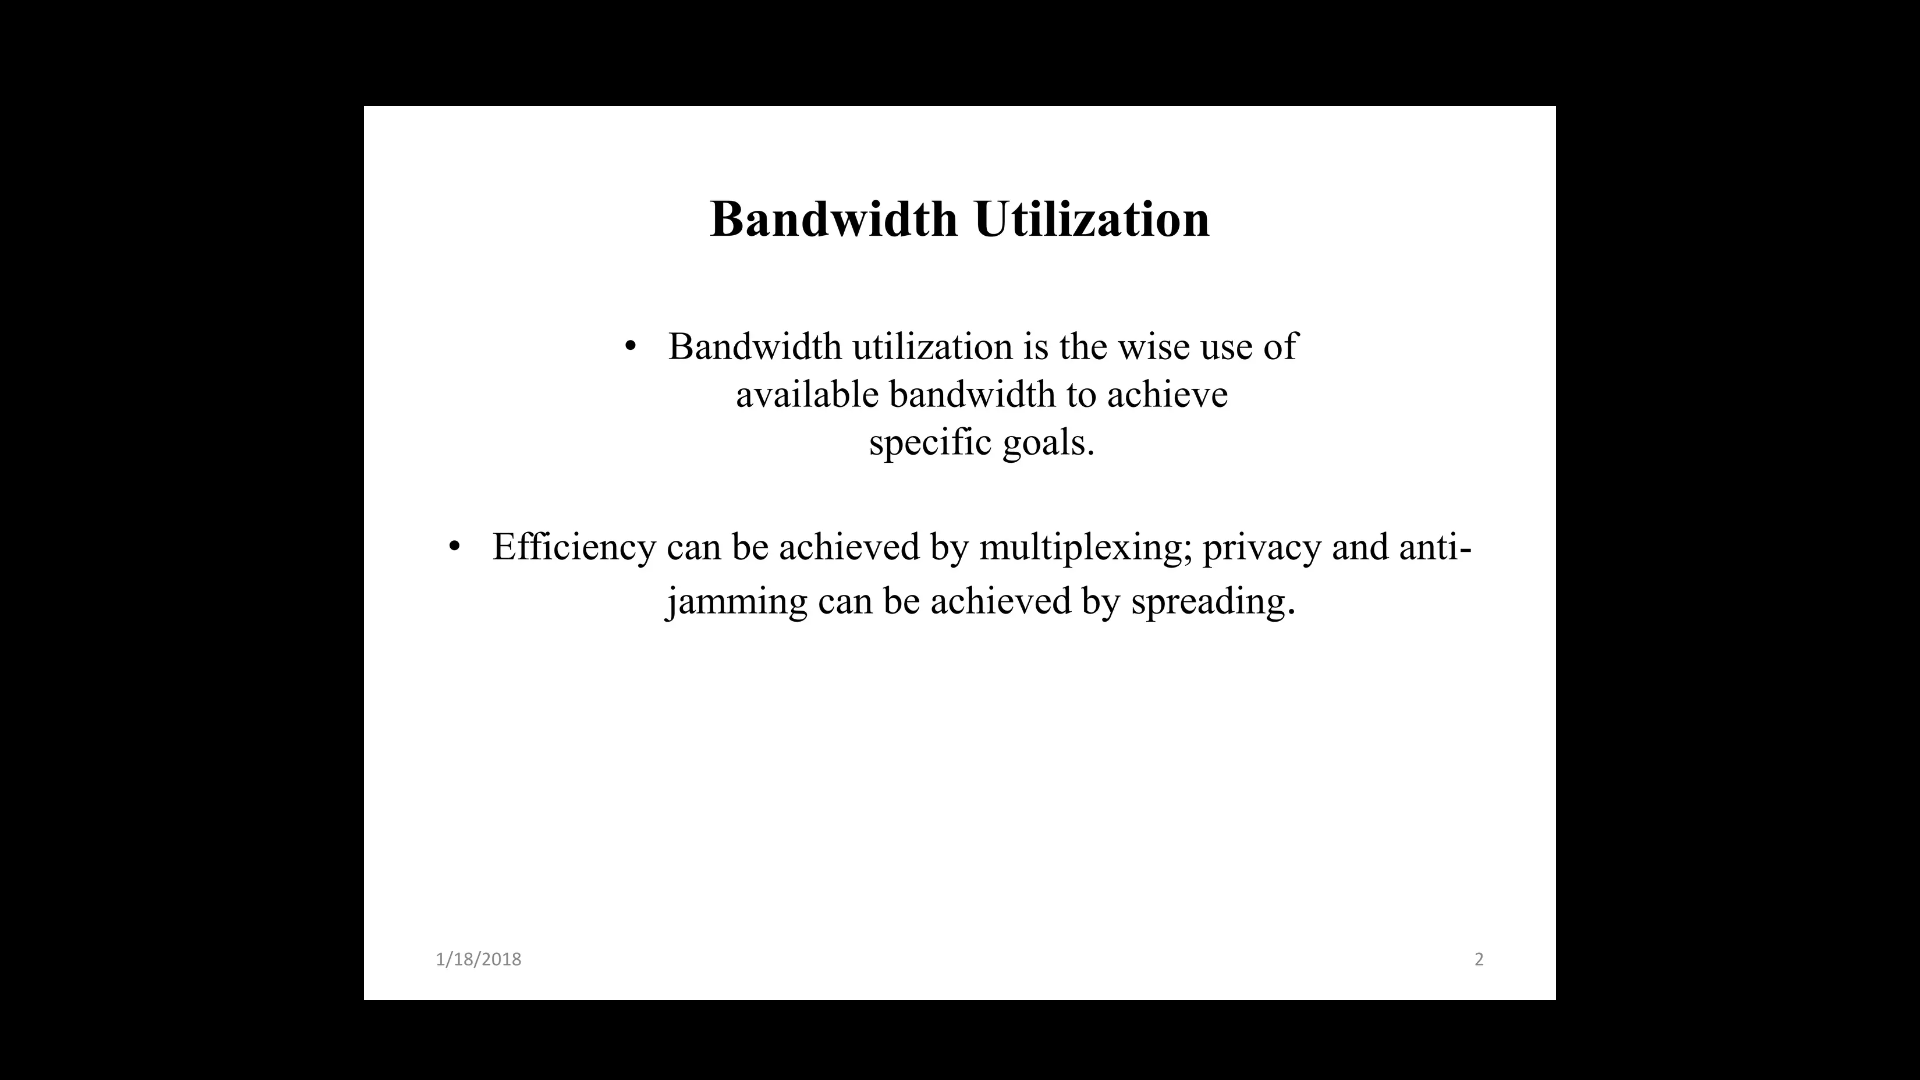 Bandwidth Utilization
• Bandwidth utilization is the wise use of
available bandwidth to achieve
specific goals.
• Efficiency can be achieved by multiplexing; privacy and anti-
jamming can be achieved by spreading.
1/18/2018
2